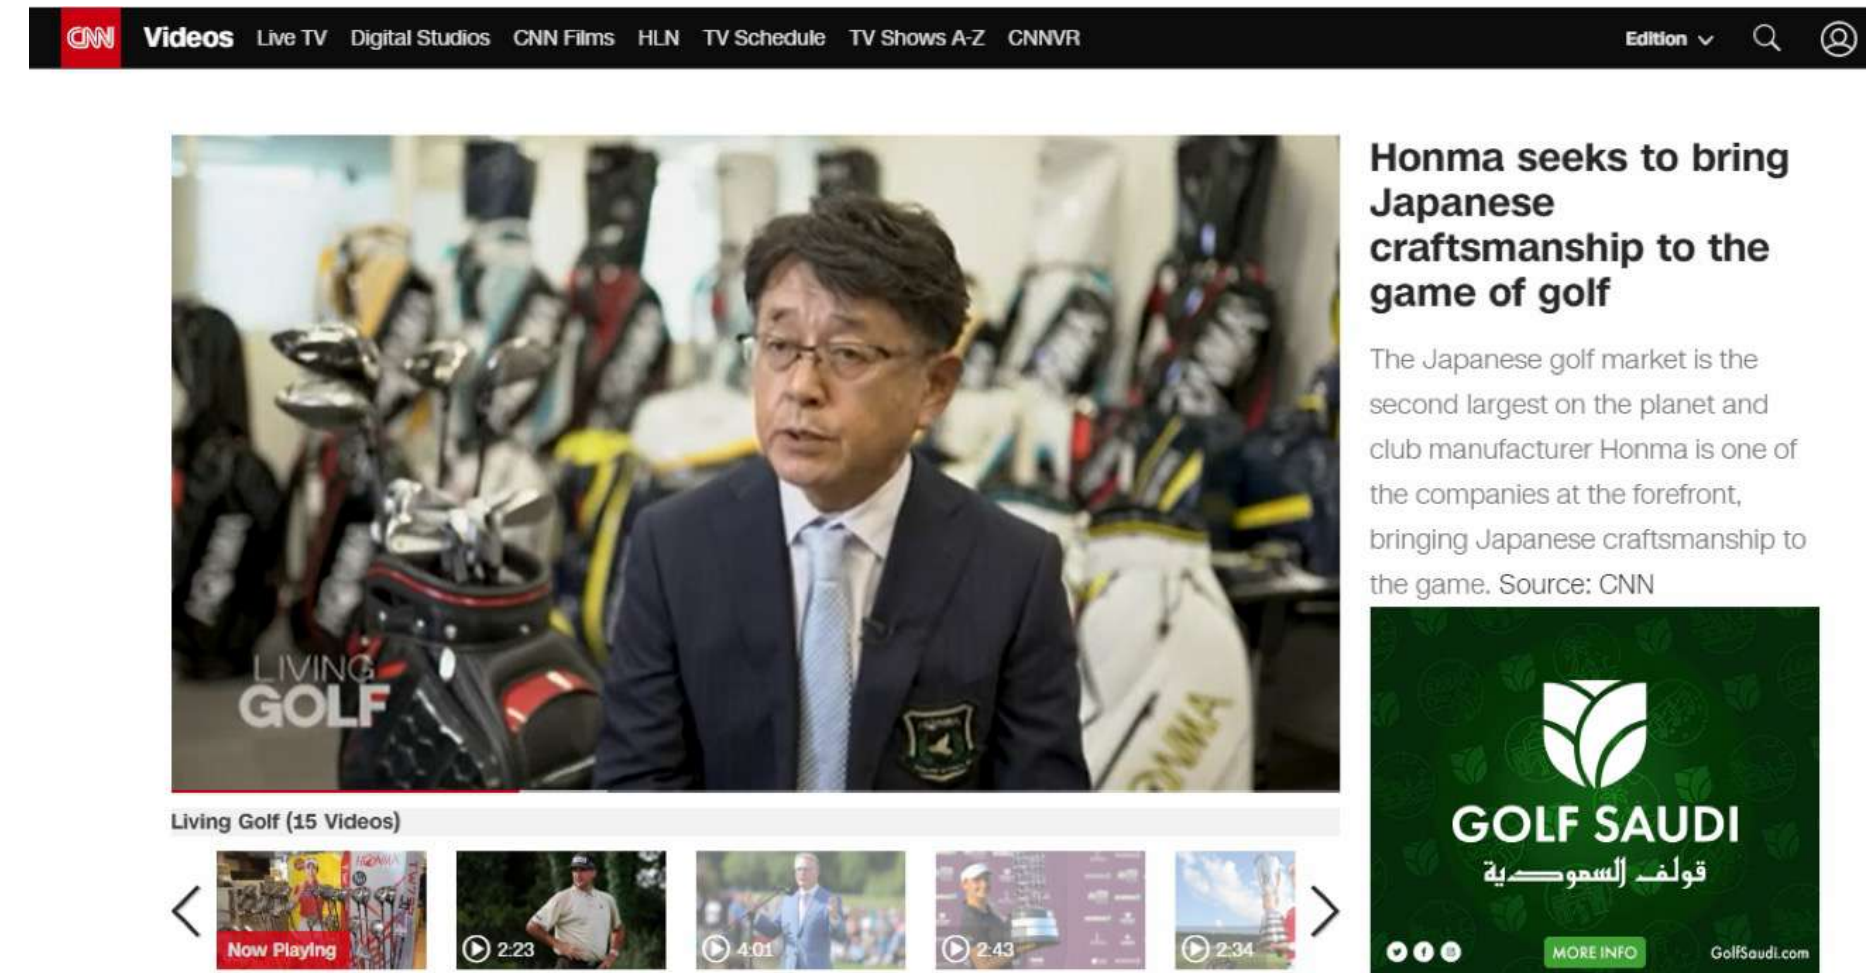 CNN Videos Live TV Digital Studios CNN Films HLN TV Schedule TV Shows A-Z CNNVR Edition
Honma seeks to bring
Japanese
craftsmanship to the
game of golf
The Japanese golf market is the
second largest on the planet and
club manufacturer Honma is one of
the companies at the forefront,
bringing Japanese craftsmanship to
the game. Source: CNN
LIVING
GOLF
HONMA
Living Golf (15 Videos)
HONMA
Now Playing
2:23
4:01
2:43
2:34
GOLF SAUDI
قولف السعودية
MORE INFO
GolfSaudi.com